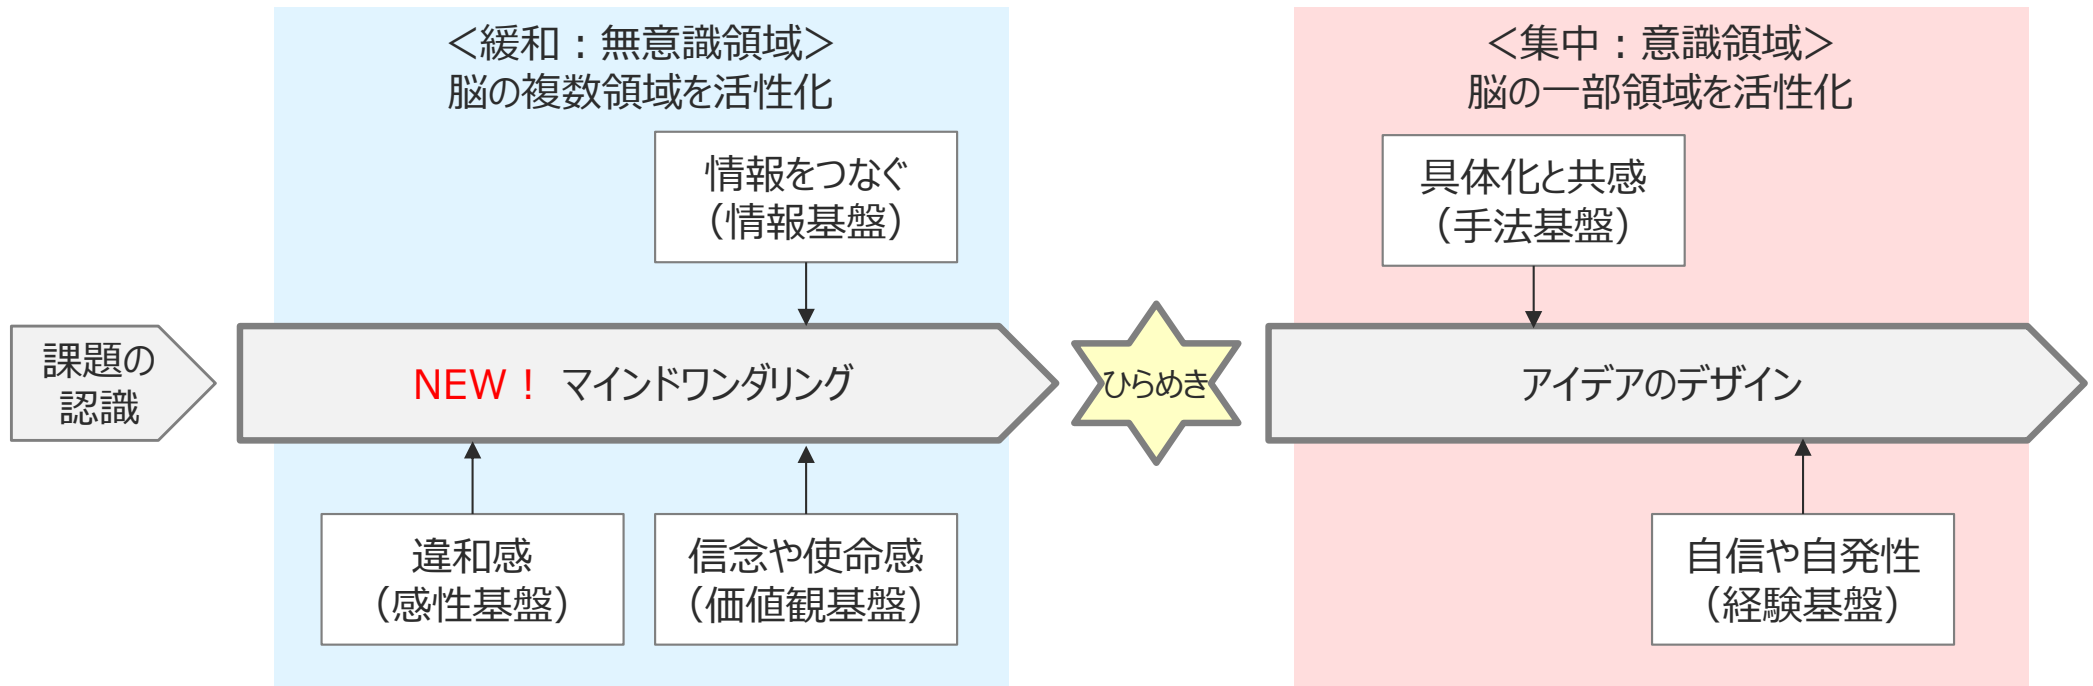 ＜緩和：無意識領域＞
脳の複数領域を活性化
情報をつなぐ
（情報基盤）
課題の
認識
NEW！ マインドワンダリング
違和感
（感性基盤）
信念や使命感
（価値観基盤）
ひらめき
＜集中：意識領域＞
脳の一部領域を活性化
具体化と共感
（手法基盤）
アイデアのデザイン
自信や自発性
（経験基盤）